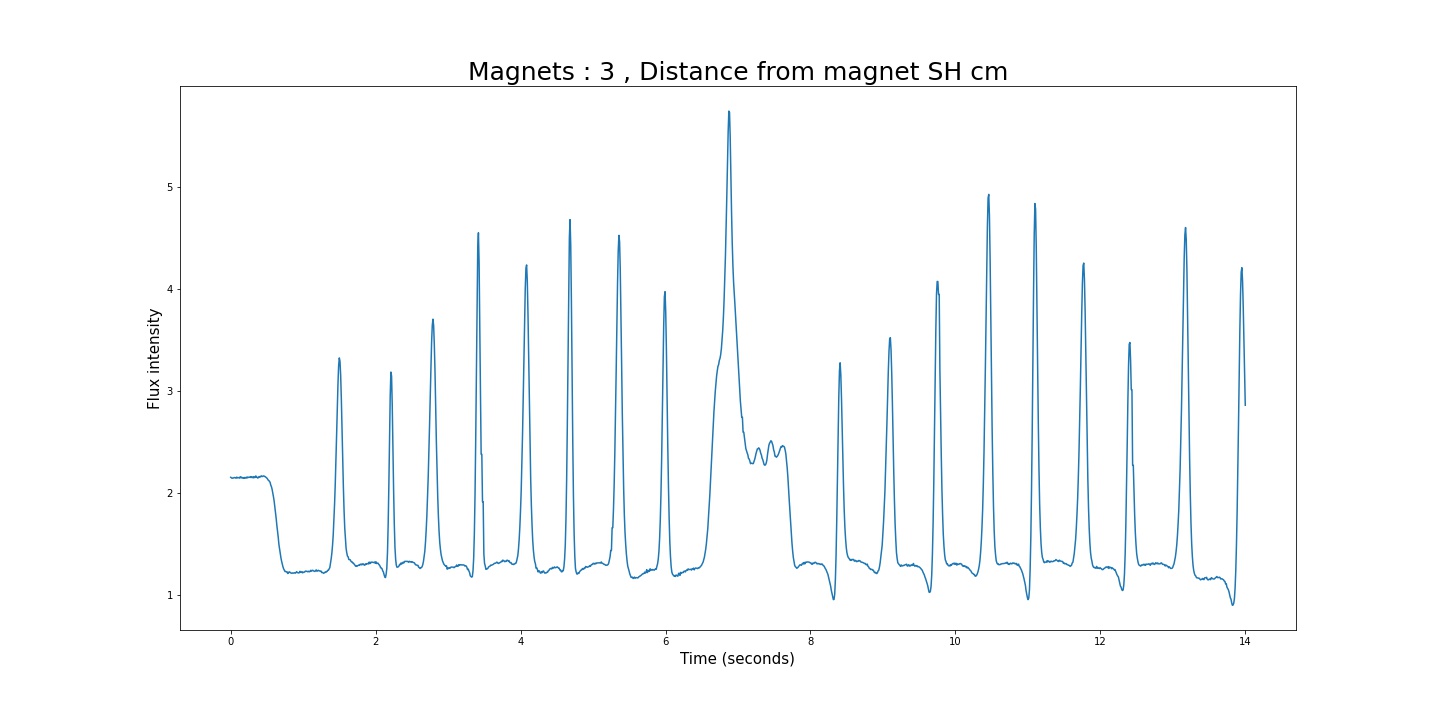 Magnets : 3 , Distance from magnet SH cm
Flux intensity
5
4
3
2
1
0 2 4 6 8 10 12 14
Time (seconds)